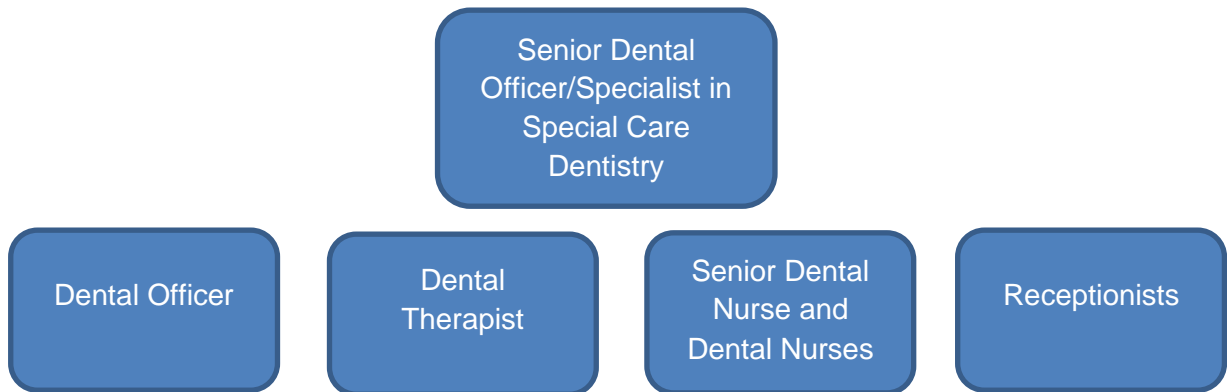 Senior Dental
Officer/Specialist in
Special Care
Dentistry
Dental Officer
Dental
Therapist
Senior Dental
Nurse and
Dental Nurses
Receptionists